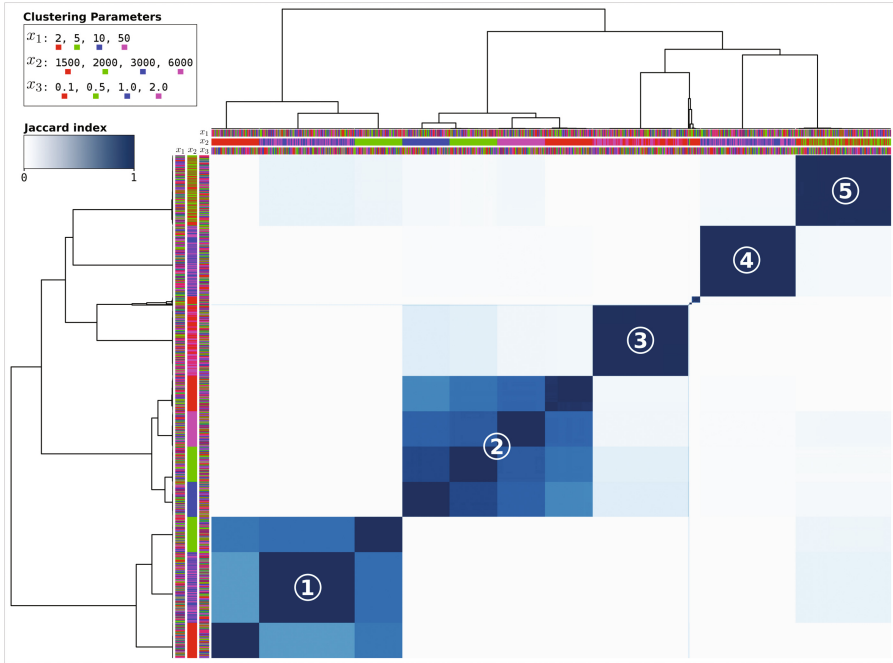 Clustering Parameters
x₁: 2, 5, 10, 50
x₂: 1500, 2000, 3000, 6000
x₃: 0.1, 0.5, 1.0, 2.0
Jaccard index
0 1
x₁
x₂
x₃
x₁ x₂ x₃
⑤
④
③
②
①